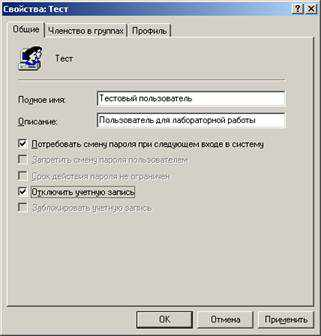 Свойства: Тест
Общие Членство в группах Профиль
Тест
Полное имя: Тестовый пользователь
Описание: Пользователь для лабораторной работы
Потребовать смену пароля при следующем входе в систему
Запретить смену пароля пользователем
Срок действия пароля не ограничен
Отключить учетную запись
Заблокировать учетную запись
ОК Отмена Применить